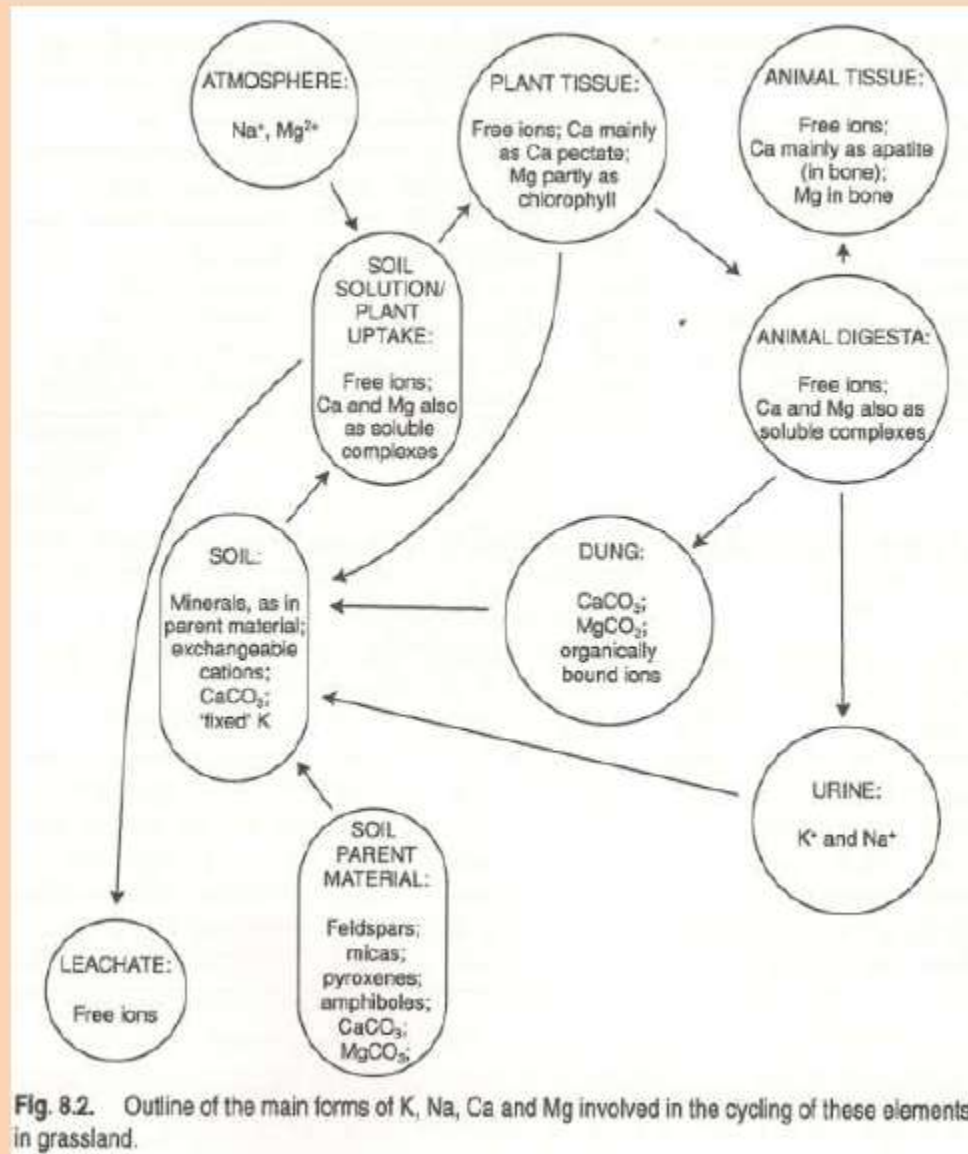 ATMOSPHERE:
Na⁺, Mg²⁺
PLANT TISSUE:
Free ions; Ca mainly
as Ca pectate;
Mg partly as
chlorophyll
ANIMAL TISSUE:
Free ions;
Ca mainly as apatite
(in bone);
Mg in bone
SOIL
SOLUTION/
PLANT
UPTAKE:
Free ions;
Ca and Mg also
as soluble
complexes
ANIMAL DIGESTA:
Free ions;
Ca and Mg also as
soluble complexes
SOIL:
Minerals, as in
parent material;
exchangeable
cations;
CaCO₃;
'fixed' K
DUNG:
CaCO₃;
MgCO₃;
organically
bound ions
URINE:
K⁺ and Na⁺
SOIL
PARENT
MATERIAL:
Feldspars;
micas;
pyroxenes;
amphiboles;
CaCO₃;
MgCO₃;
LEACHATE:
Free ions
Fig. 8.2. Outline of the main forms of K, Na, Ca and Mg involved in the cycling of these elements
in grassland.